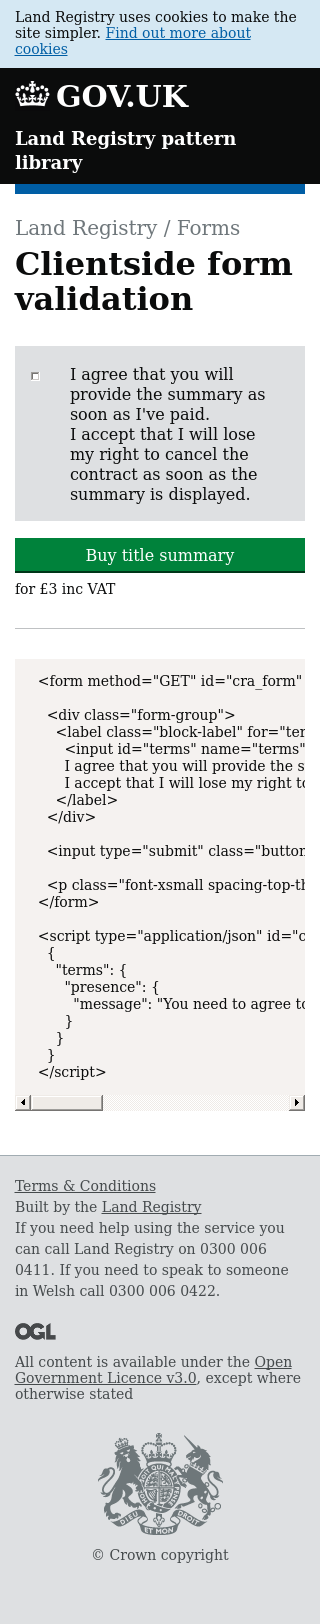 Land Registry uses cookies to make the
site simpler. Find out more about
cookies
GOV.UK
Land Registry pattern
library
Land Registry / Forms
Clientside form
validation
I agree that you will
provide the summary as
soon as I've paid.
I accept that I will lose
my right to cancel the
contract as soon as the
summary is displayed.
Buy title summary
for £3 inc VAT
<form method="GET" id="cra_form"
<div class="form-group">
<label class="block-label" for="ter
<input id="terms" name="terms"
I agree that you will provide the s
I accept that I will lose my right to
</label>
</div>
<input type="submit" class="button
<p class="font-xsmall spacing-top-th
</form>
<script type="application/json" id="c
{
"terms": {
"presence": {
"message": "You need to agree to
}
}
}
</script>
Terms & Conditions
Built by the Land Registry
If you need help using the service you
can call Land Registry on 0300 006
0411. If you need to speak to someone
in Welsh call 0300 006 0422.
OGL
All content is available under the Open
Government Licence v3.0, except where
otherwise stated
DIEU ET MON DROIT
© Crown copyright